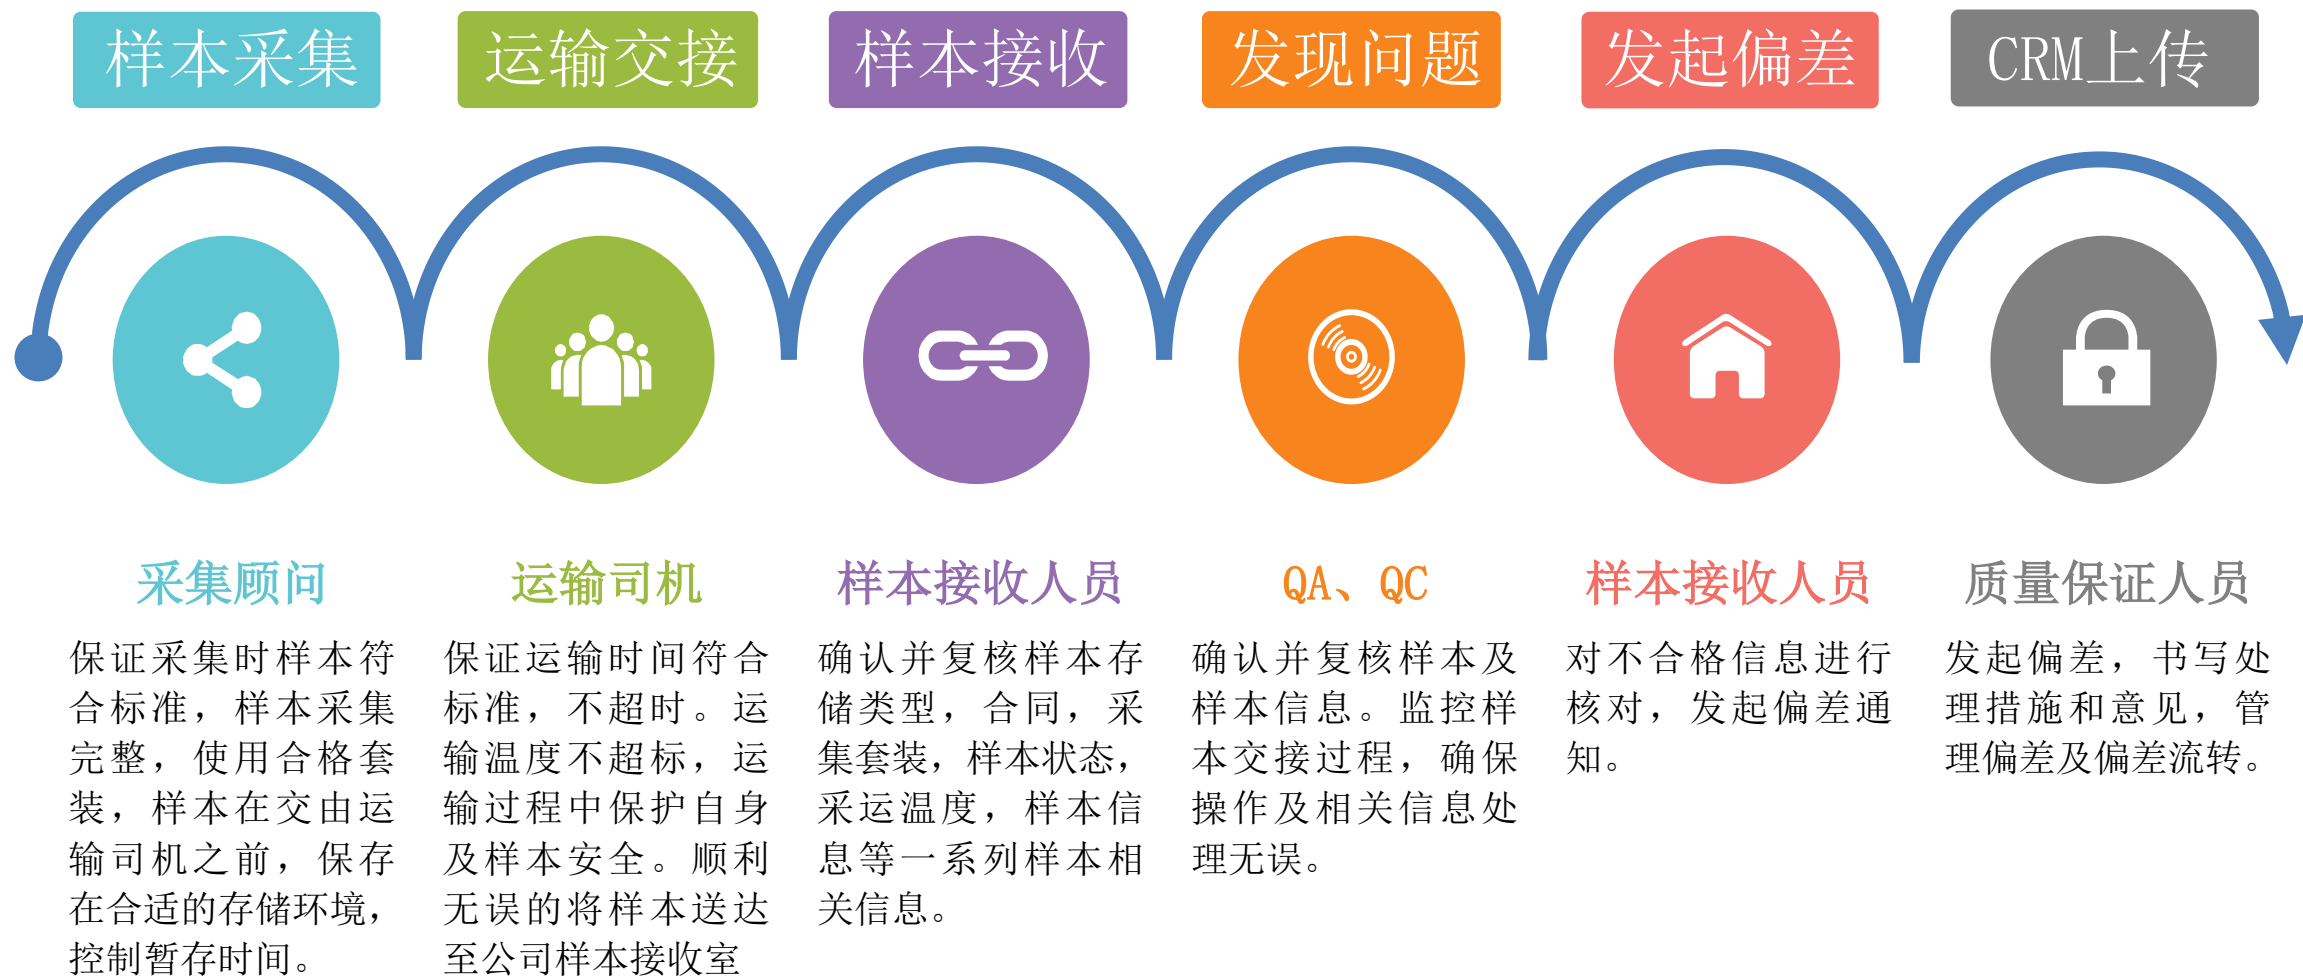 样本采集
运输交接
样本接收
发现问题
发起偏差
CRM上传
采集顾问
保证采集时样本符
合标准，样本采集
完整，使用合格套
装，样本在交由运
输司机之前，保存
在合适的存储环境，
控制暂存时间。
运输司机
保证运输时间符合
标准，不超时。运
输温度不超标，运
输过程中保护自身
及样本安全。顺利
无误的将样本送达
至公司样本接收室
样本接收人员
确认并复核样本存
储类型，合同，采
集套装，样本状态，
采运温度，样本信
息等一系列样本相
关信息。
QA、QC
确认并复核样本及
样本信息。监控样
本交接过程，确保
操作及相关信息处
理无误。
样本接收人员
对不合格信息进行
核对，发起偏差通
知。
质量保证人员
发起偏差，书写处
理措施和意见，管
理偏差及偏差流转。